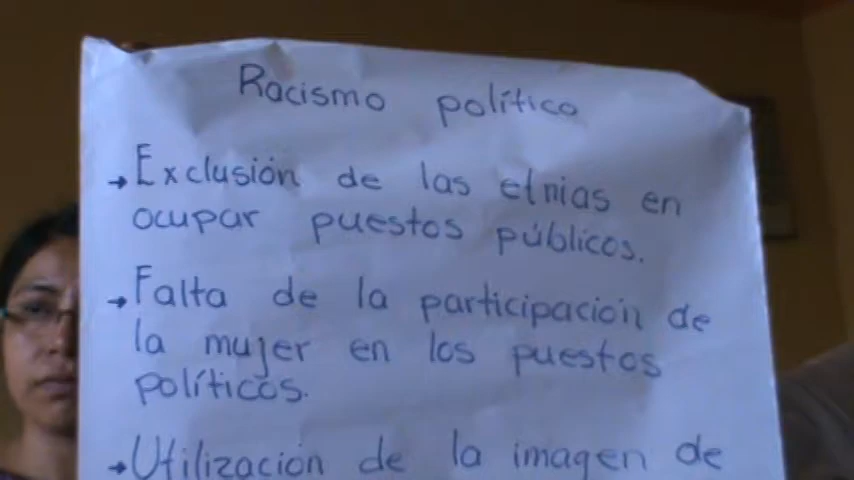 Racismo político
→Exclusión de las etnias en
ocupar puestos públicos.
→Falta de la participación de
la mujer en los puestos
políticos.
→Utilización de la imagen de